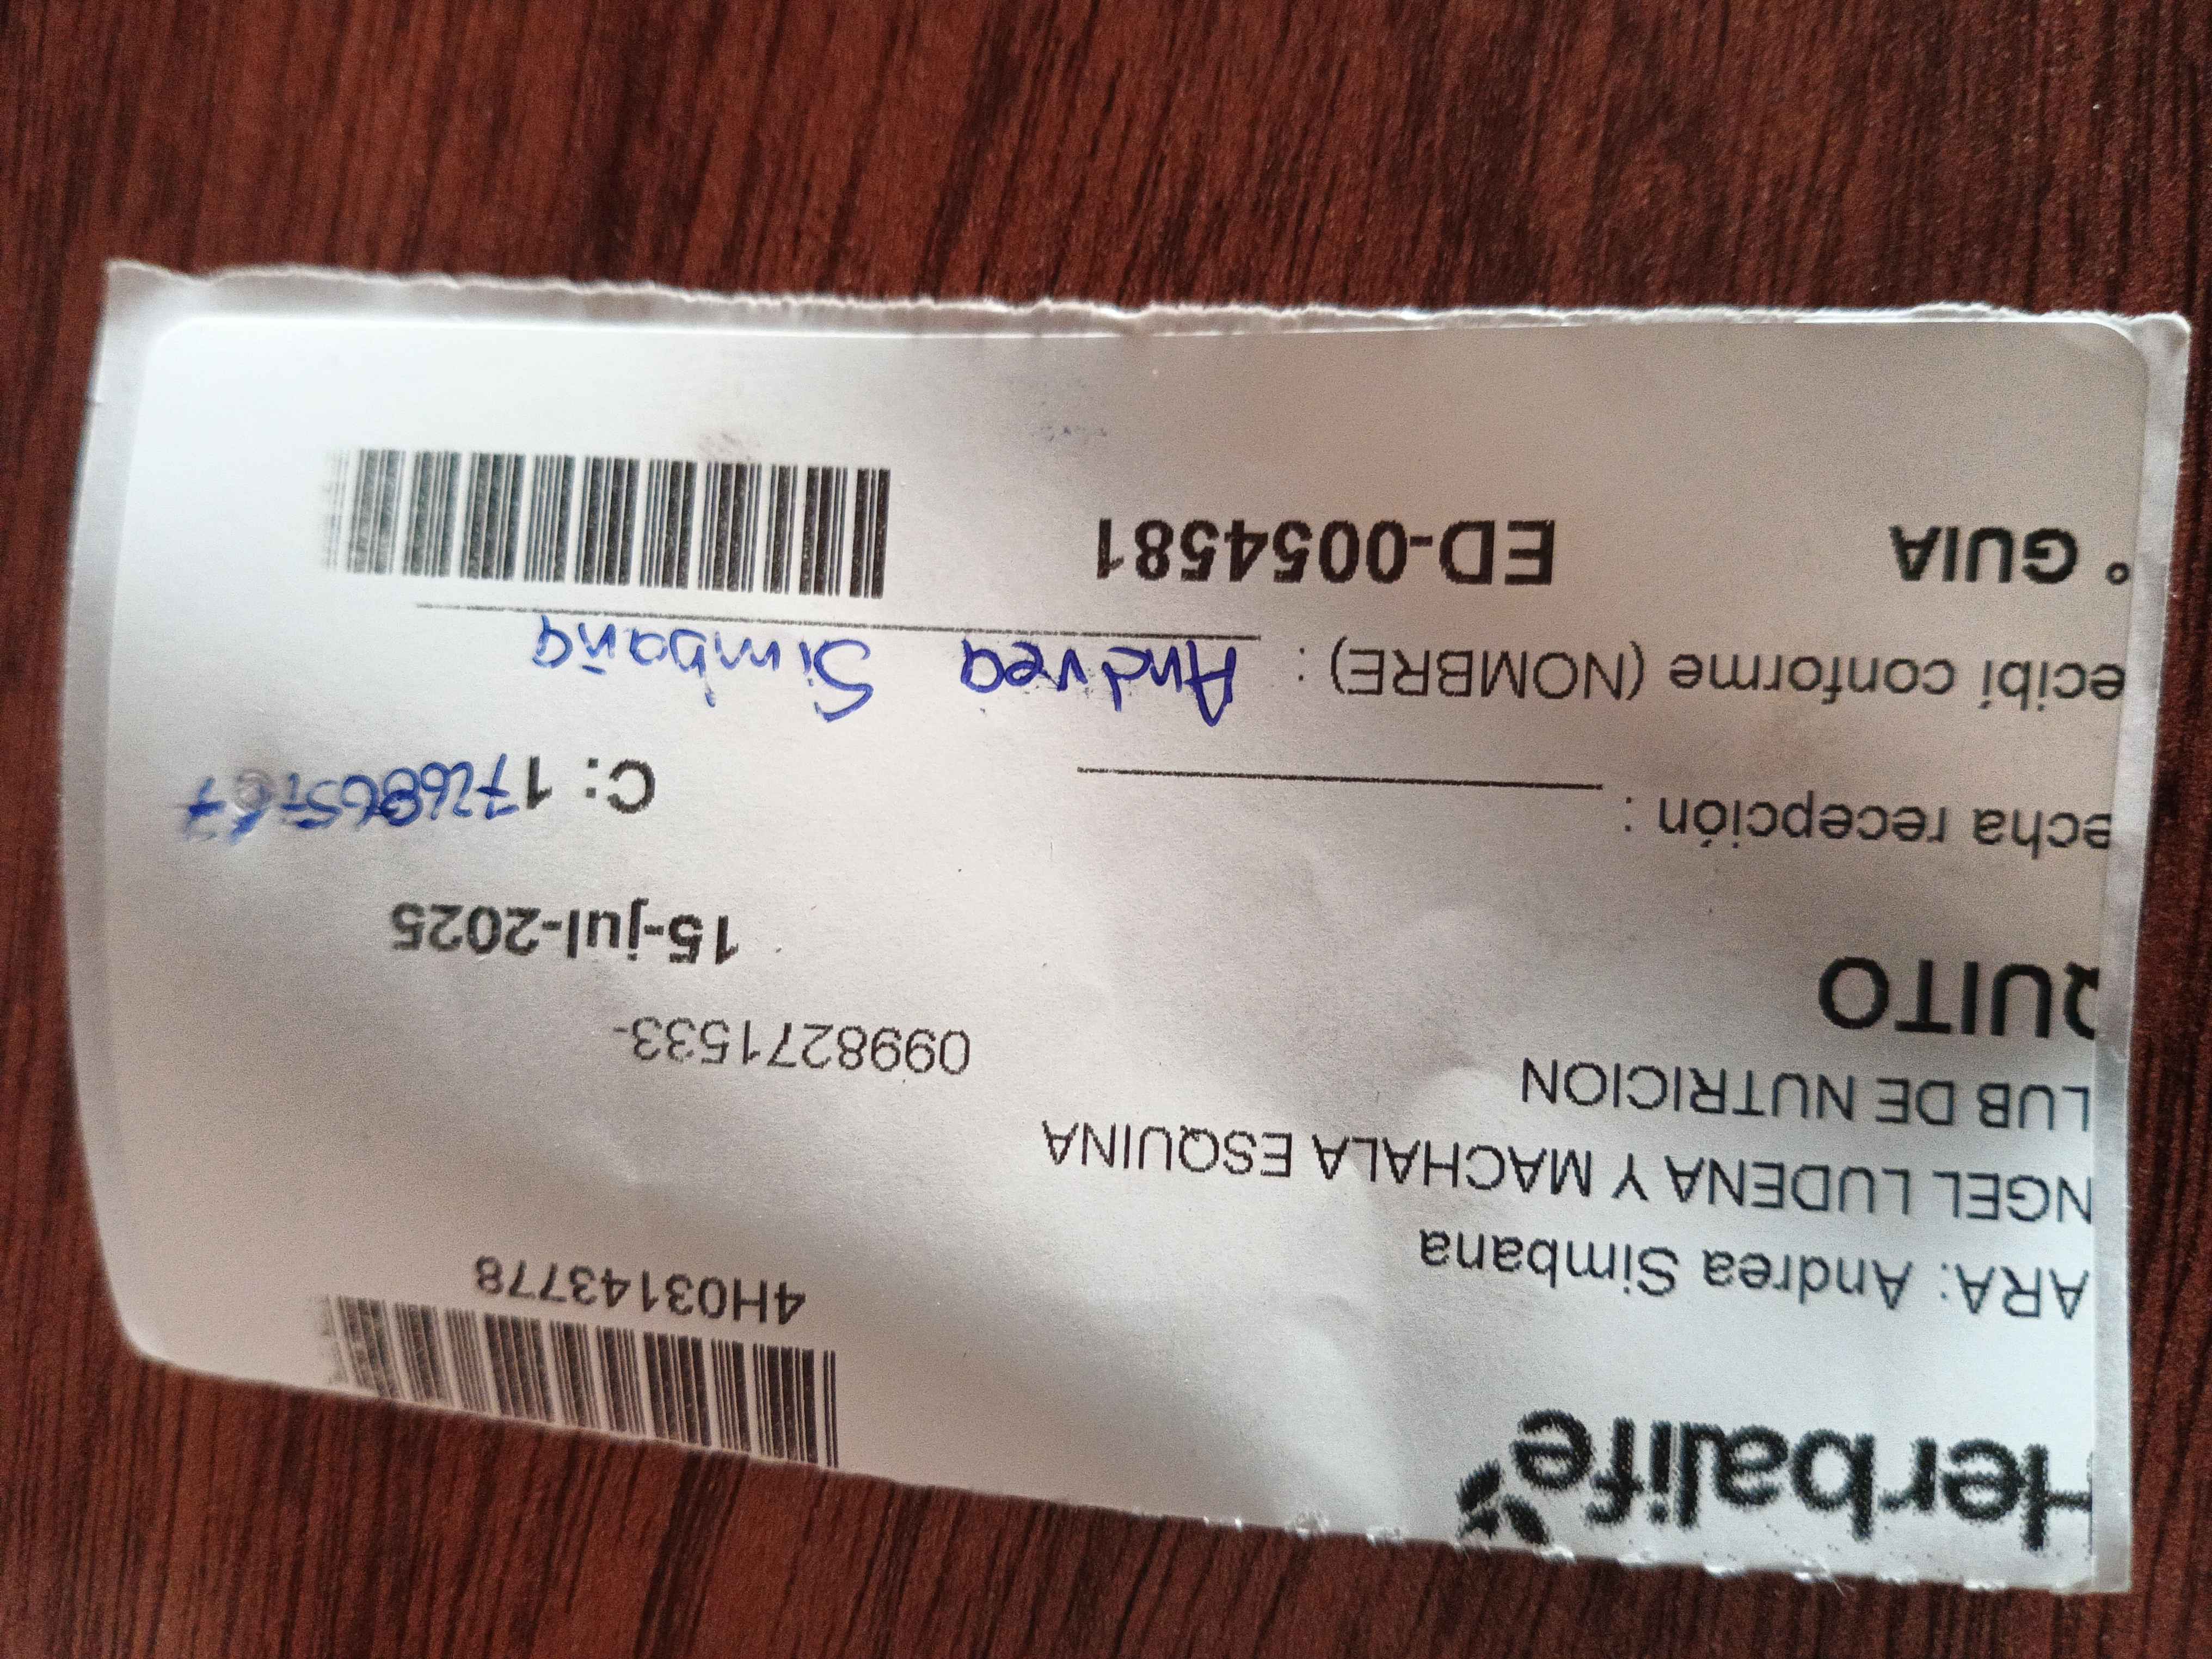 Herbalife
4H03143778
ARA: Andrea Simbana
NGEL LUDENA Y MACHALA ESQUINA
LUB DE NUTRICION
0998271533-
QUITO
15-jul-2025
echa recepción :
C: 1
ecibí conforme (NOMBRE) : Andrea Simbaña
° GUIA ED-0054581